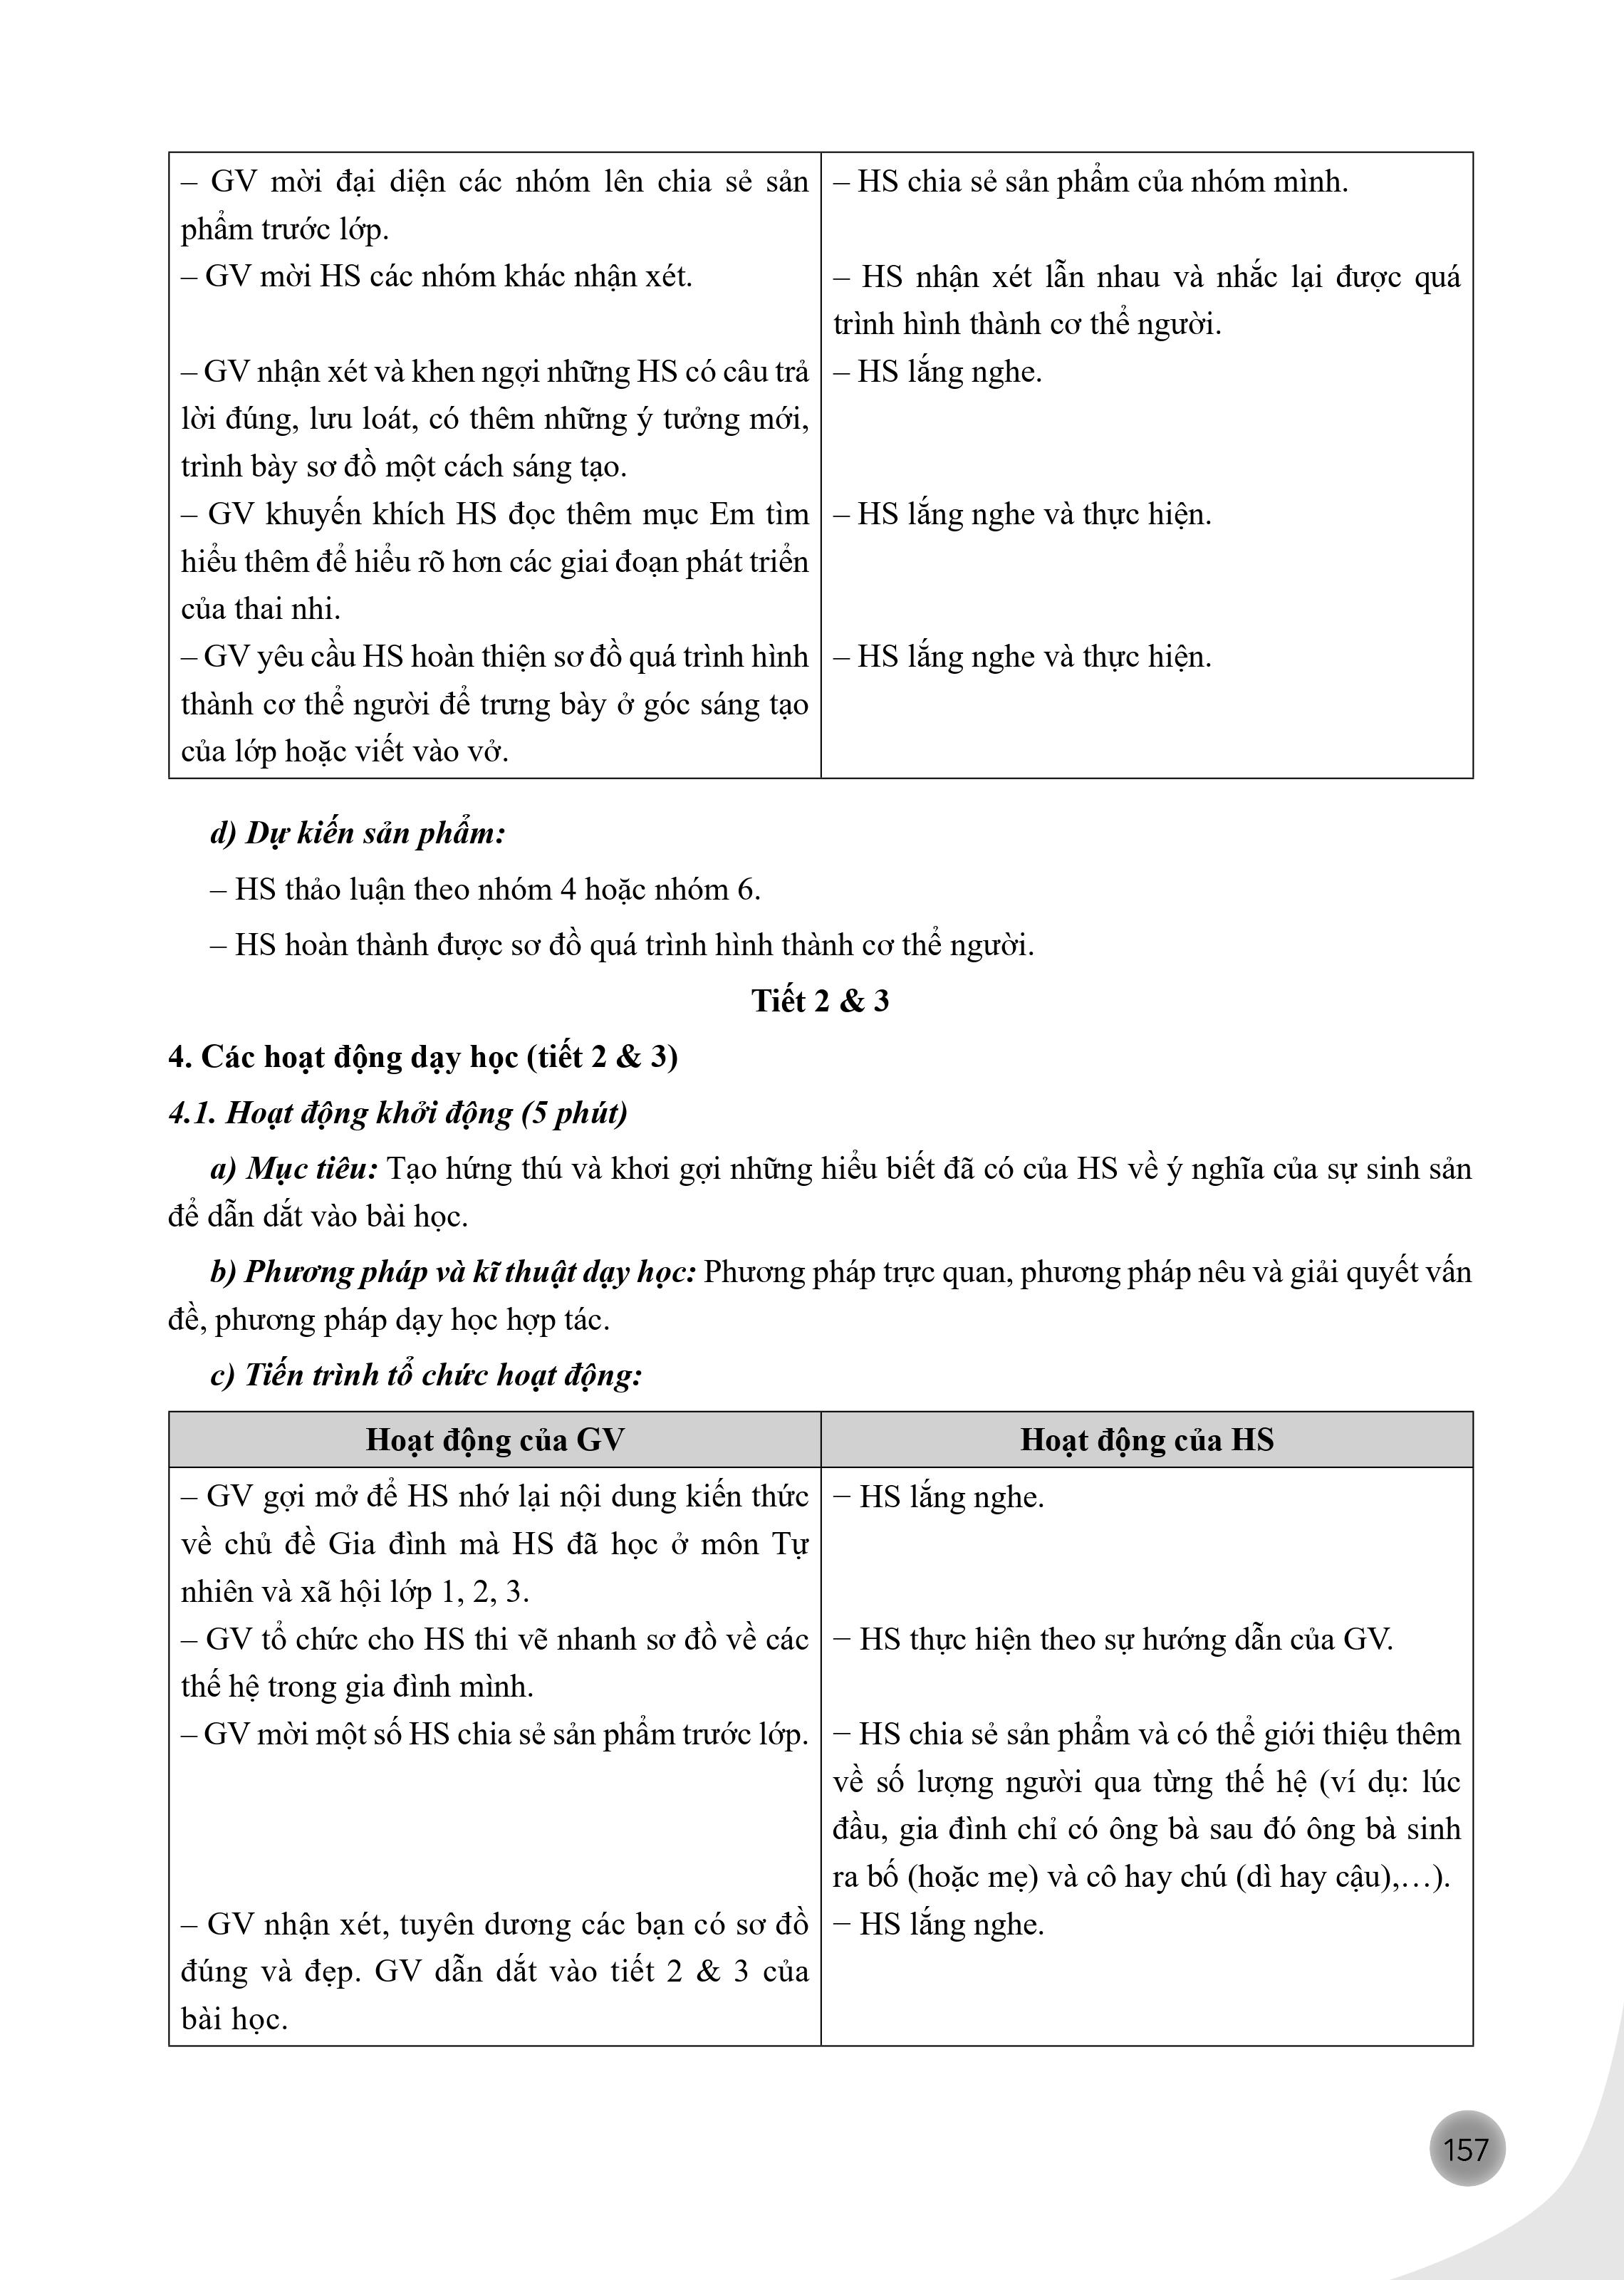 – GV mời đại diện các nhóm lên chia sẻ sản
phẩm trước lớp.
– HS chia sẻ sản phẩm của nhóm mình.
– GV mời HS các nhóm khác nhận xét.
– HS nhận xét lẫn nhau và nhắc lại được quá
trình hình thành cơ thể người.
– GV nhận xét và khen ngợi những HS có câu trả
lời đúng, lưu loát, có thêm những ý tưởng mới,
trình bày sơ đồ một cách sáng tạo.
– HS lắng nghe.
– GV khuyến khích HS đọc thêm mục Em tìm
hiểu thêm để hiểu rõ hơn các giai đoạn phát triển
của thai nhi.
– HS lắng nghe và thực hiện.
– GV yêu cầu HS hoàn thiện sơ đồ quá trình hình
thành cơ thể người để trưng bày ở góc sáng tạo
của lớp hoặc viết vào vở.
– HS lắng nghe và thực hiện.
d) Dự kiến sản phẩm:
– HS thảo luận theo nhóm 4 hoặc nhóm 6.
– HS hoàn thành được sơ đồ quá trình hình thành cơ thể người.
Tiết 2 & 3
4. Các hoạt động dạy học (tiết 2 & 3)
4.1. Hoạt động khởi động (5 phút)
a) Mục tiêu: Tạo hứng thú và khơi gợi những hiểu biết đã có của HS về ý nghĩa của sự sinh sản
để dẫn dắt vào bài học.
b) Phương pháp và kĩ thuật dạy học: Phương pháp trực quan, phương pháp nêu và giải quyết vấn
đề, phương pháp dạy học hợp tác.
c) Tiến trình tổ chức hoạt động:
Hoạt động của GV
Hoạt động của HS
– GV gợi mở để HS nhớ lại nội dung kiến thức
về chủ đề Gia đình mà HS đã học ở môn Tự
nhiên và xã hội lớp 1, 2, 3.
– HS lắng nghe.
– GV tổ chức cho HS thi vẽ nhanh sơ đồ về các
thế hệ trong gia đình mình.
– HS thực hiện theo sự hướng dẫn của GV.
– GV mời một số HS chia sẻ sản phẩm trước lớp.
– HS chia sẻ sản phẩm và có thể giới thiệu thêm
về số lượng người qua từng thế hệ (ví dụ: lúc
đầu, gia đình chỉ có ông bà sau đó ông bà sinh
ra bố (hoặc mẹ) và cô hay chú (dì hay cậu),…).
– GV nhận xét, tuyên dương các bạn có sơ đồ
đúng và đẹp. GV dẫn dắt vào tiết 2 & 3 của
bài học.
– HS lắng nghe.
157